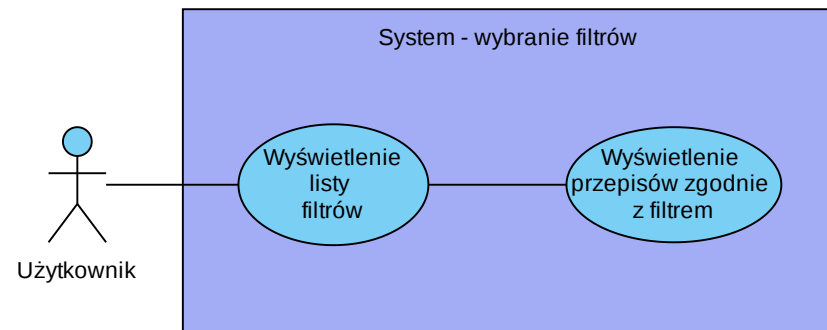 System - wybranie filtrów
Wyświetlenie
listy
filtrów
Wyświetlenie
przepisów zgodnie
z filtrem
Użytkownik